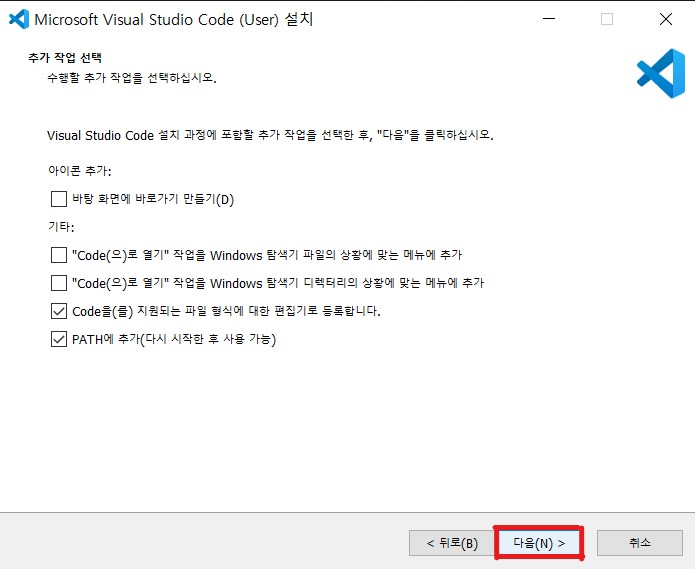 Microsoft Visual Studio Code (User) 설치
추가 작업 선택
수행할 추가 작업을 선택하십시오.
Visual Studio Code 설치 과정에 포함할 추가 작업을 선택한 후, "다음"을 클릭하십시오.
아이콘 추가:
바탕 화면에 바로가기 만들기(D)
기타:
"Code(으)로 열기" 작업을 Windows 탐색기 파일의 상황에 맞는 메뉴에 추가
"Code(으)로 열기" 작업을 Windows 탐색기 디렉터리의 상황에 맞는 메뉴에 추가
Code을(를) 지원되는 파일 형식에 대한 편집기로 등록합니다.
PATH에 추가(다시 시작한 후 사용 가능)
< 뒤로(B) 다음(N) > 취소